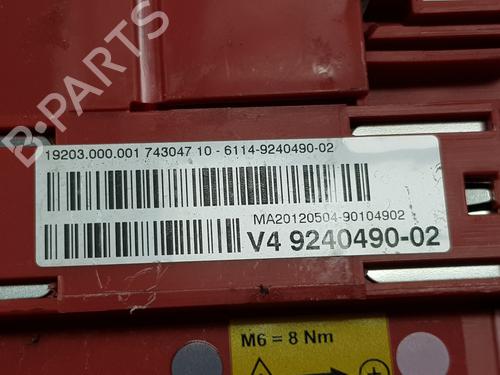 B-PARTS
19203.000.001 743047 10 - 6114-9240490-02
MA20120504-90104902
V4 9240490-02
M6 = 8 Nm
+